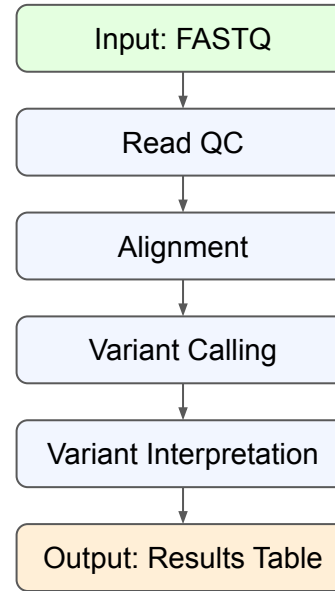 Input: FASTQ
Read QC
Alignment
Variant Calling
Variant Interpretation
Output: Results Table